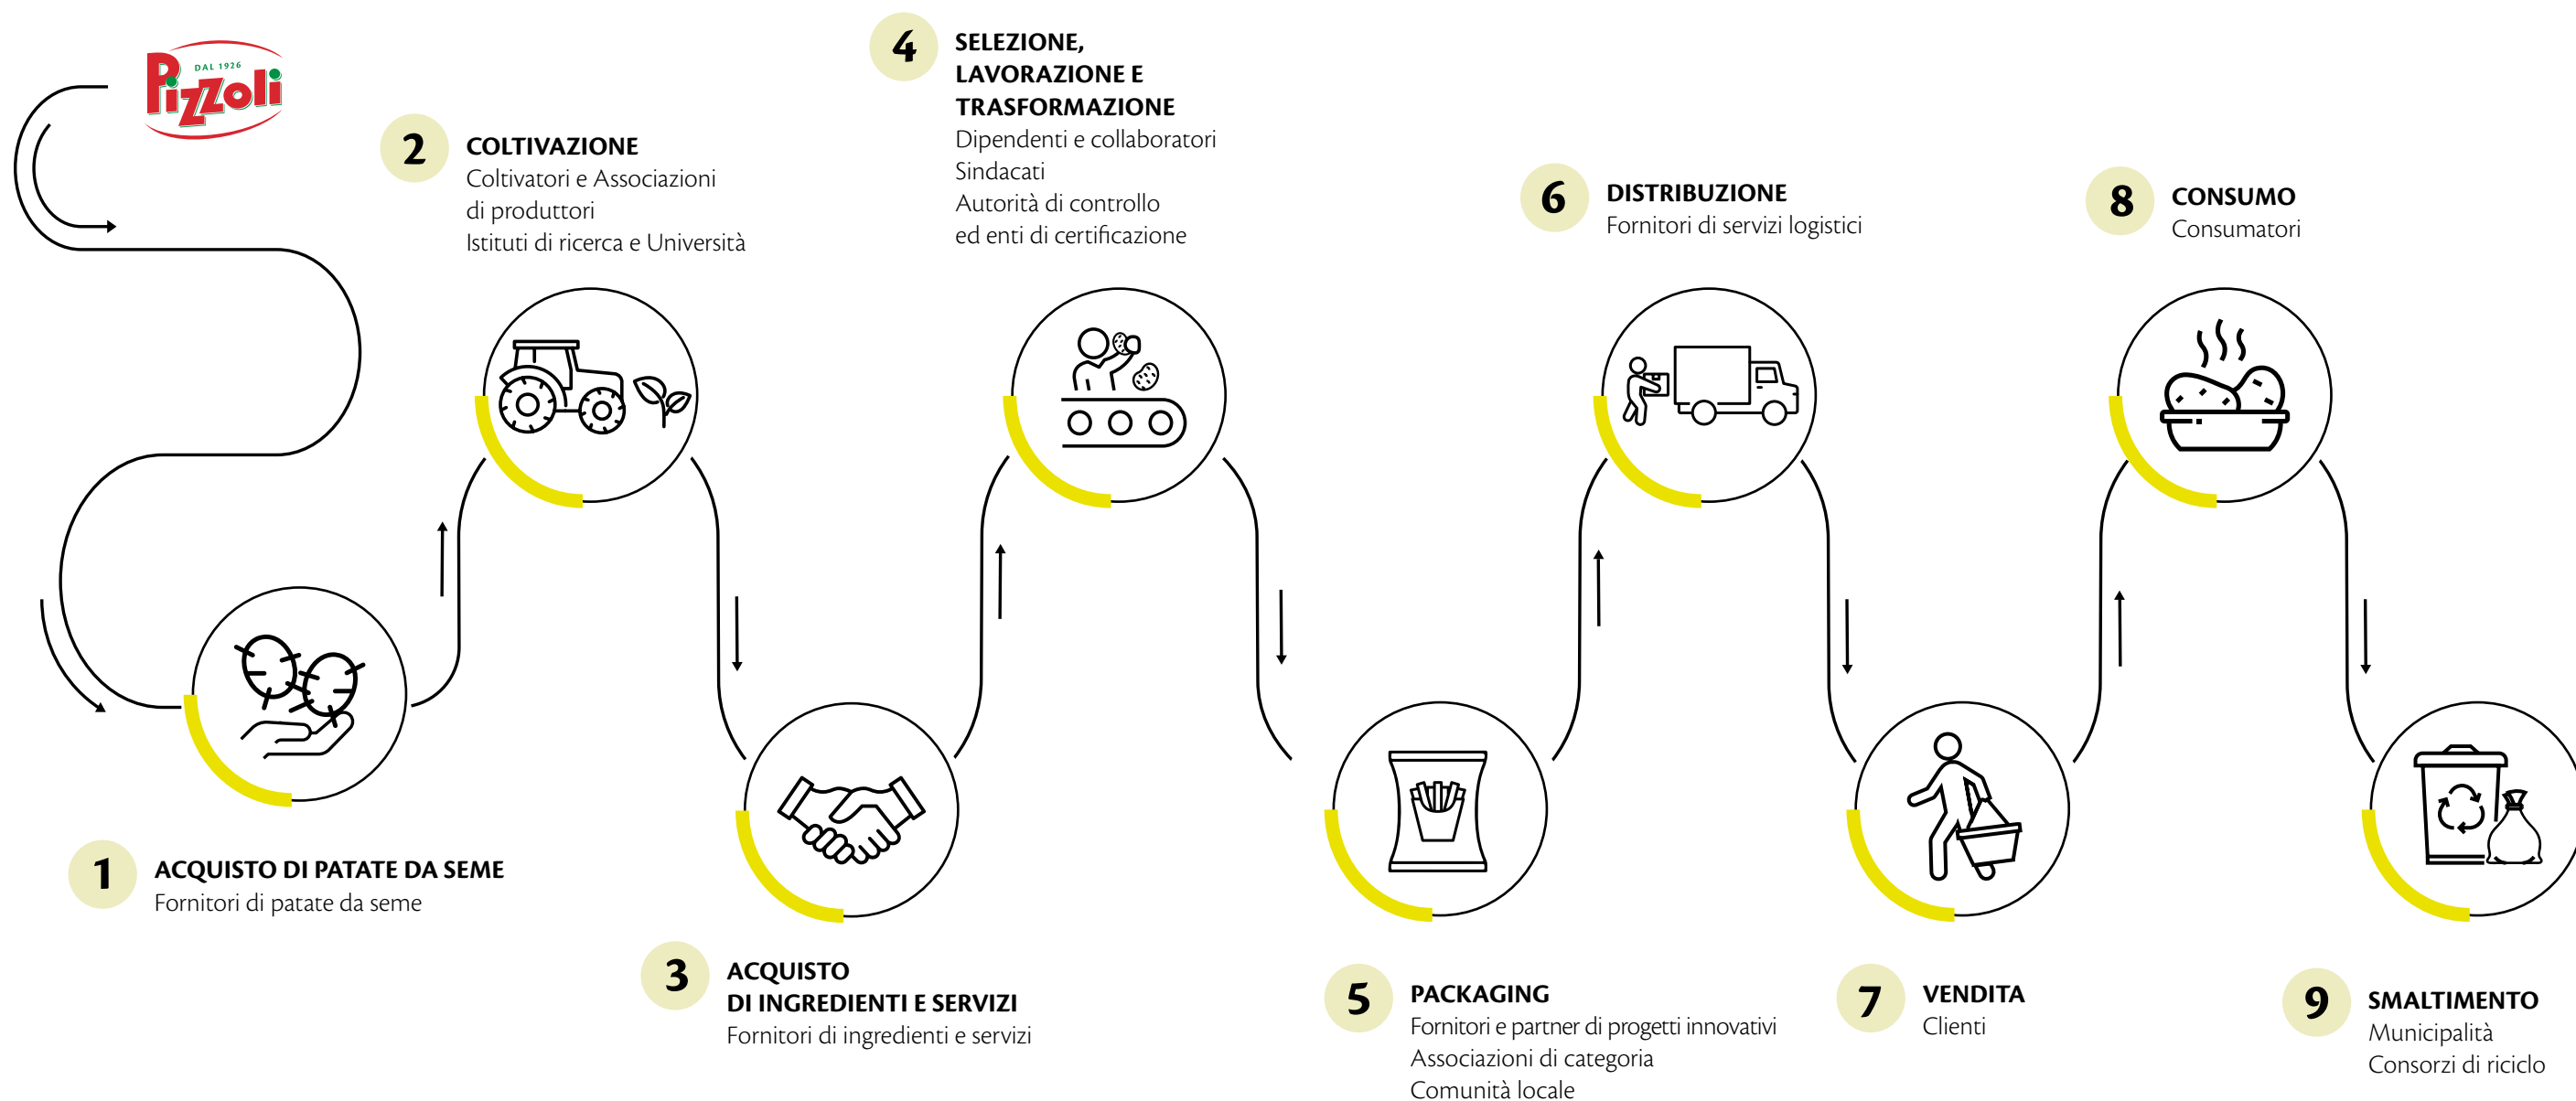 DAL 1926
Pizzoli
1
ACQUISTO DI PATATE DA SEME
Fornitori di patate da seme
2
COLTIVAZIONE
Coltivatori e Associazioni
di produttori
Istituti di ricerca e Università
3
ACQUISTO
DI INGREDIENTI E SERVIZI
Fornitori di ingredienti e servizi
4
SELEZIONE,
LAVORAZIONE E
TRASFORMAZIONE
Dipendenti e collaboratori
Sindacati
Autorità di controllo
ed enti di certificazione
5
PACKAGING
Fornitori e partner di progetti innovativi
Associazioni di categoria
Comunità locale
6
DISTRIBUZIONE
Fornitori di servizi logistici
7
VENDITA
Clienti
8
CONSUMO
Consumatori
9
SMALTIMENTO
Municipalità
Consorzi di riciclo